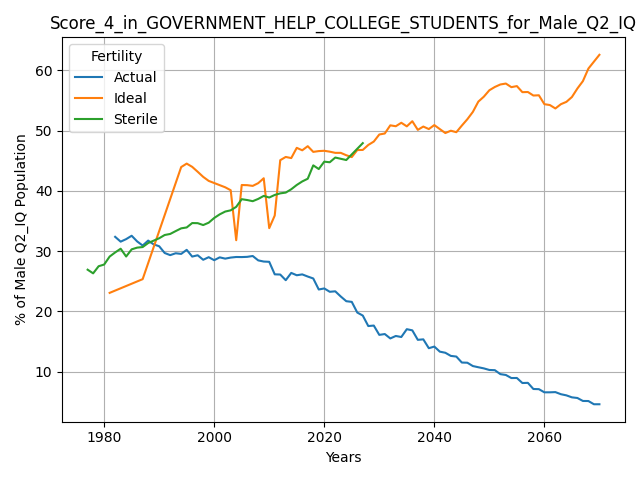 Score_4_in_GOVERNMENT_HELP_COLLEGE_STUDENTS_for_Male_Q2_IQ
Fertility
Actual
Ideal
Sterile
% of Male Q2_IQ Population
60
50
40
30
20
10
1980
2000
2020
2040
2060
Years